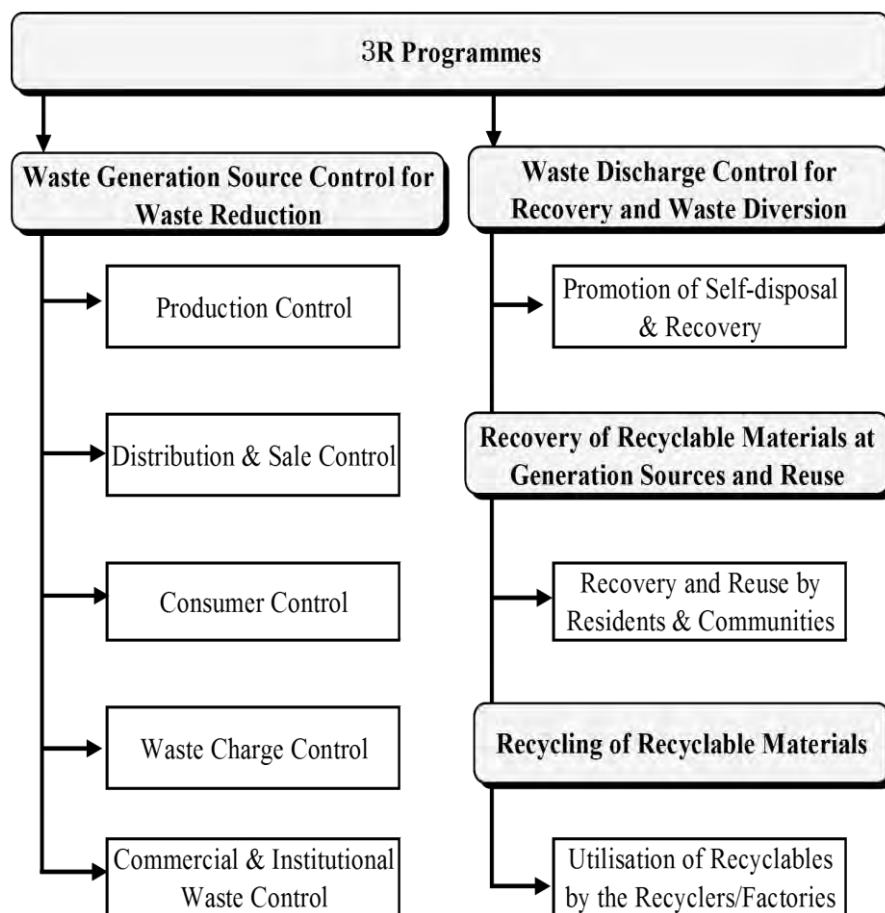 3R Programmes
Waste Generation Source Control for
Waste Reduction
Production Control
Distribution & Sale Control
Consumer Control
Waste Charge Control
Commercial & Institutional
Waste Control
Waste Discharge Control for
Recovery and Waste Diversion
Promotion of Self-disposal
& Recovery
Recovery of Recyclable Materials at
Generation Sources and Reuse
Recovery and Reuse by
Residents & Communities
Recycling of Recyclable Materials
Utilisation of Recyclables
by the Recyclers/Factories